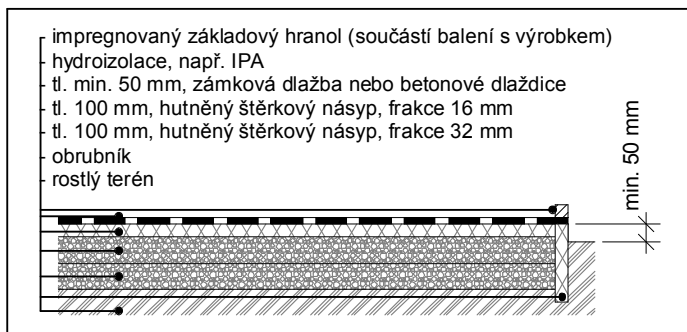 impregnovaný základový hranol (součástí balení s výrobkem)
hydroizolace, např. IPA
tl. min. 50 mm, zámková dlažba nebo betonové dlaždice
tl. 100 mm, hutněný štěrkový násyp, frakce 16 mm
tl. 100 mm, hutněný štěrkový násyp, frakce 32 mm
obrubník
rostlý terén
min. 50 mm